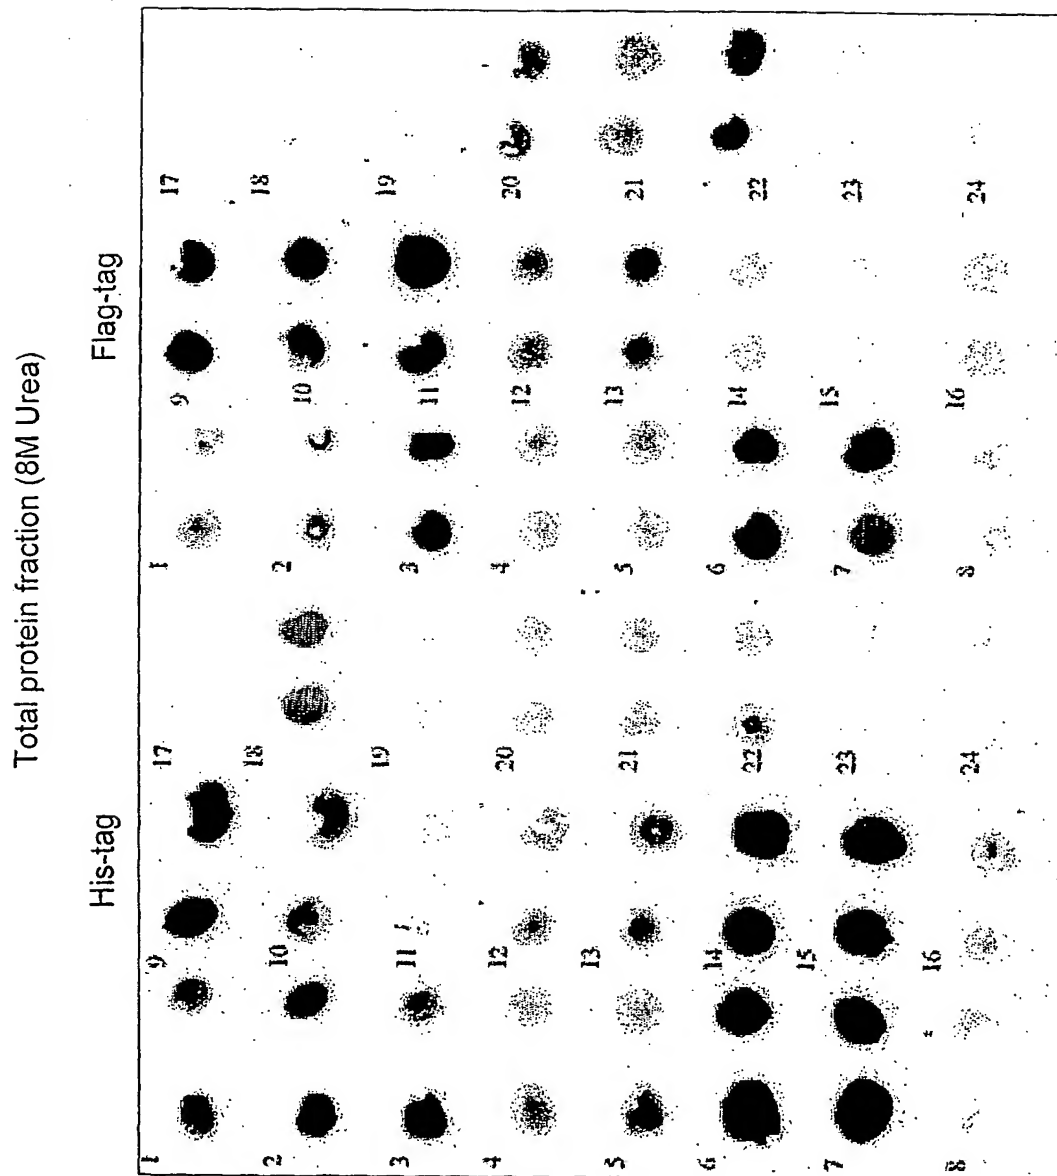 Total protein fraction (8M Urea)
His-tag Flag-tag
1 9 17 1 9 17
2 10 18 2 10 18
3 11 19 3 11 19
4 12 20 4 12 20
5 13 21 5 13 21
6 14 22 6 14 22
7 15 23 7 15 23
8 16 24 8 16 24